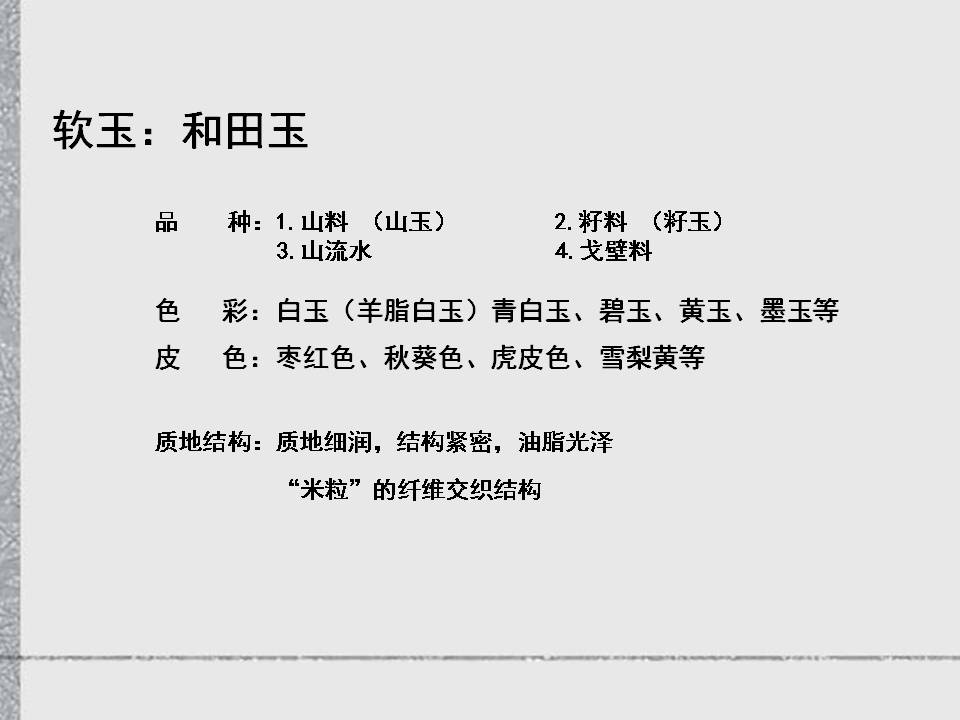 软玉：和田玉
品 种：1.山料 （山玉） 2.籽料 （籽玉）
3.山流水 4.戈壁料
色 彩：白玉（羊脂白玉）青白玉、碧玉、黄玉、墨玉等
皮 色：枣红色、秋葵色、虎皮色、雪梨黄等
质地结构：质地细润，结构紧密，油脂光泽
“米粒”的纤维交织结构